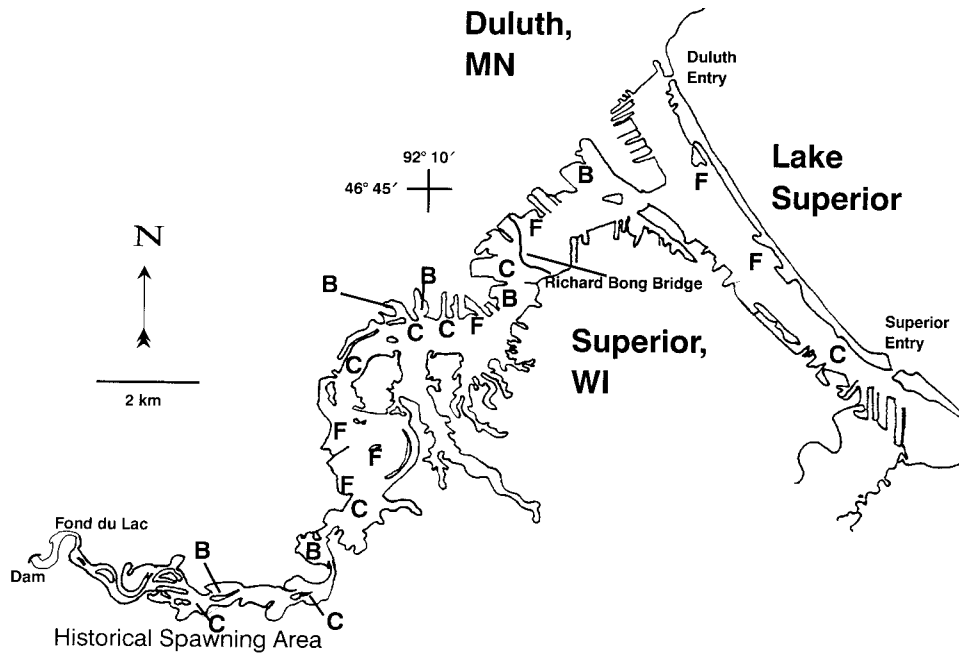 Duluth,
MN
Duluth
Entry
92° 10′
46° 45′
Lake
Superior
B
F
F
N
F
C
Richard Bong Bridge
B
B
B
C
C
F
Superior
Entry
Superior,
WI
C
C
2 km
F
F
F
C
Fond du Lac
B
B
Dam
C
C
Historical Spawning Area